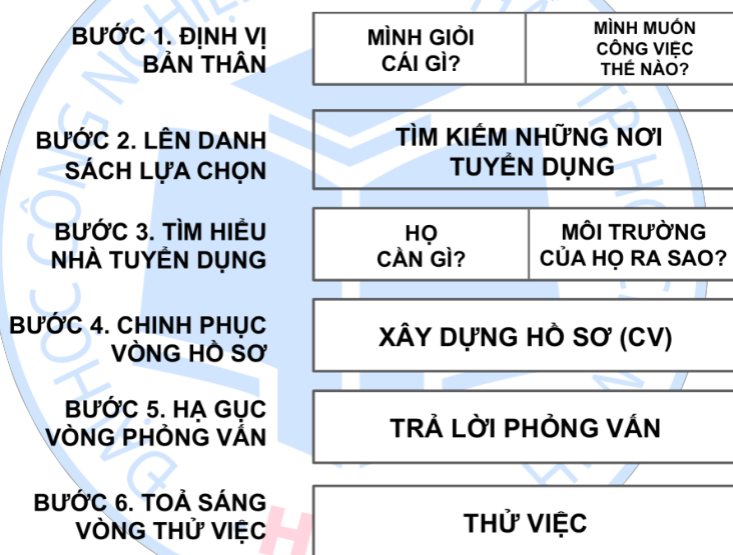 BƯỚC 1. ĐỊNH VỊ
BẢN THÂN
MÌNH GIỎI
CÁI GÌ?
MÌNH MUỐN
CÔNG VIỆC
THẾ NÀO?
BƯỚC 2. LÊN DANH
SÁCH LỰA CHỌN
TÌM KIẾM NHỮNG NƠI
TUYỂN DỤNG
BƯỚC 3. TÌM HIỂU
NHÀ TUYỂN DỤNG
HỌ
CẦN GÌ?
MÔI TRƯỜNG
CỦA HỌ RA SAO?
BƯỚC 4. CHINH PHỤC
VÒNG HỒ SƠ
XÂY DỰNG HỒ SƠ (CV)
BƯỚC 5. HẠ GỤC
VÒNG PHỎNG VẤN
TRẢ LỜI PHỎNG VẤN
BƯỚC 6. TOẢ SÁNG
VÒNG THỬ VIỆC
THỬ VIỆC